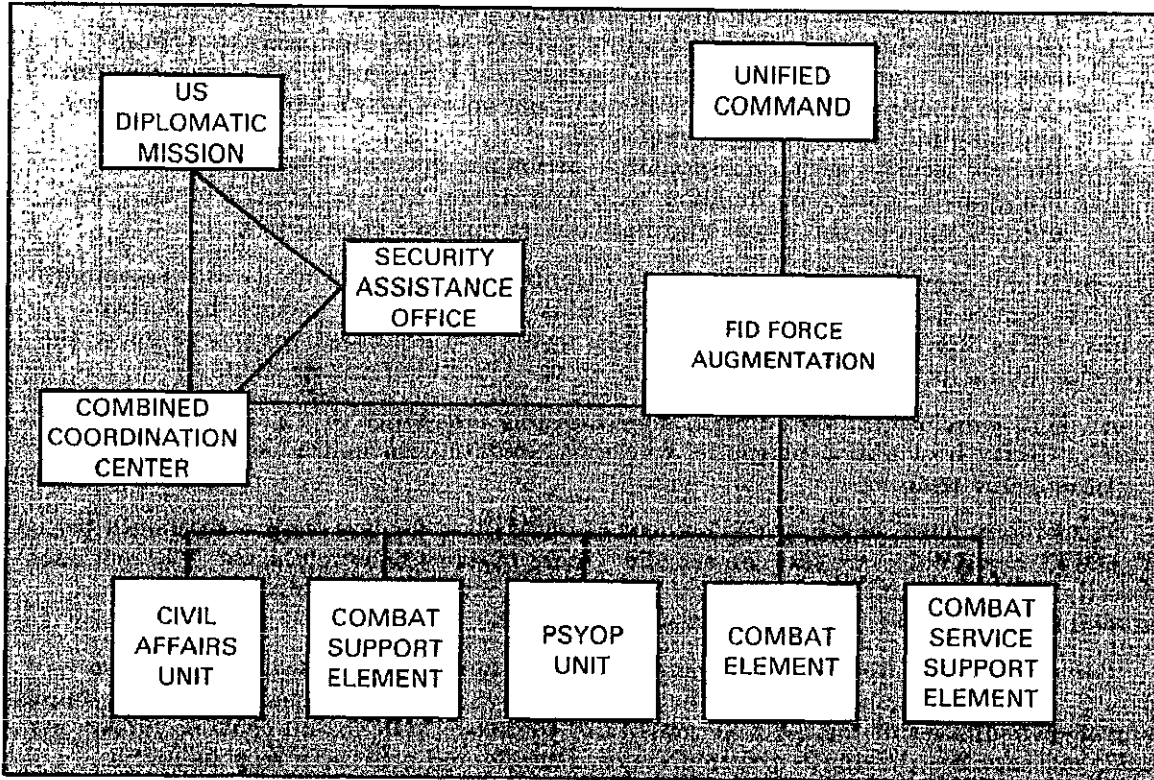 US
DIPLOMATIC
MISSION
UNIFIED
COMMAND
SECURITY
ASSISTANCE
OFFICE
FID FORCE
AUGMENTATION
COMBINED
COORDINATION
CENTER
CIVIL
AFFAIRS
UNIT
COMBAT
SUPPORT
ELEMENT
PSYOP
UNIT
COMBAT
ELEMENT
COMBAT
SERVICE
SUPPORT
ELEMENT